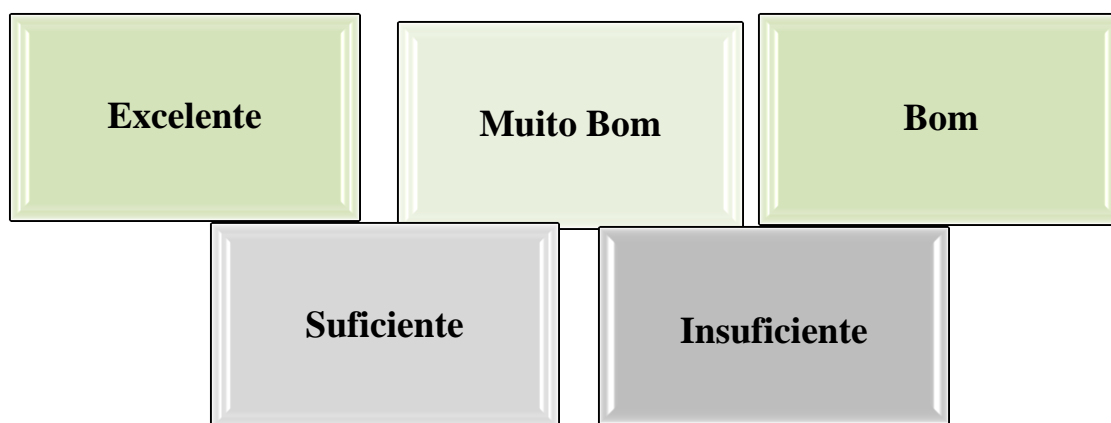 Excelente
Muito Bom
Bom
Suficiente
Insuficiente